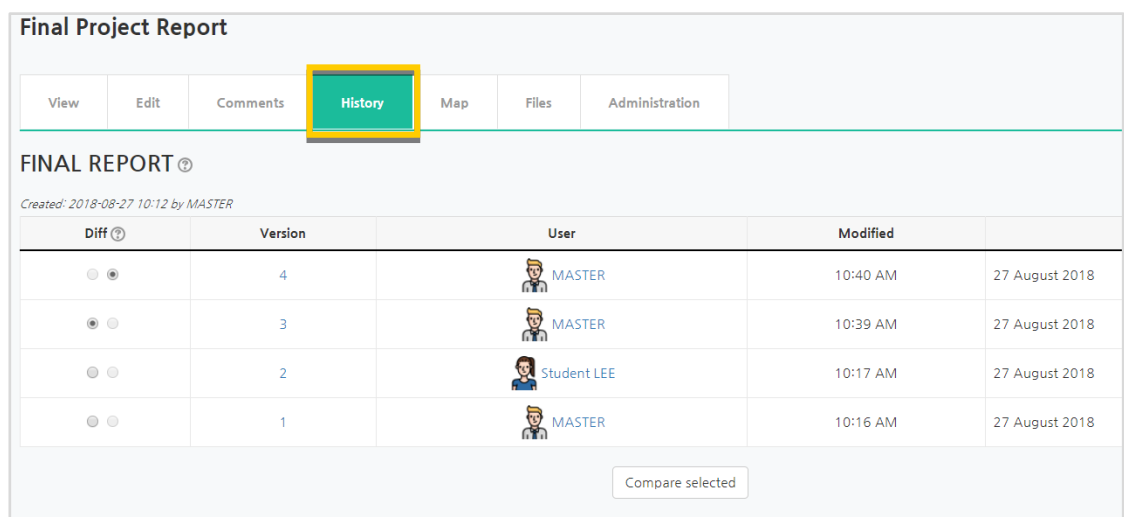 Final Project Report
View Edit Comments History Map Files Administration
FINAL REPORT
Created: 2018-08-27 10:12 by MASTER
Diff Version User Modified
4 MASTER 10:40 AM 27 August 2018
3 MASTER 10:39 AM 27 August 2018
2 Student LEE 10:17 AM 27 August 2018
1 MASTER 10:16 AM 27 August 2018
Compare selected